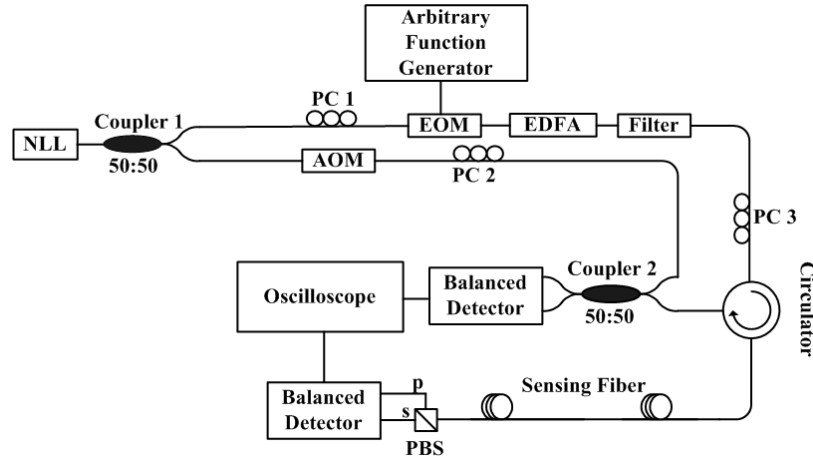 Arbitrary
Function
Generator
PC 1
Coupler 1
NLL
EOM
EDFA
Filter
50:50
AOM
PC 2
PC 3
Coupler 2
Circulator
Oscilloscope
Balanced
Detector
50:50
Sensing Fiber
Balanced
Detector
p
s
PBS